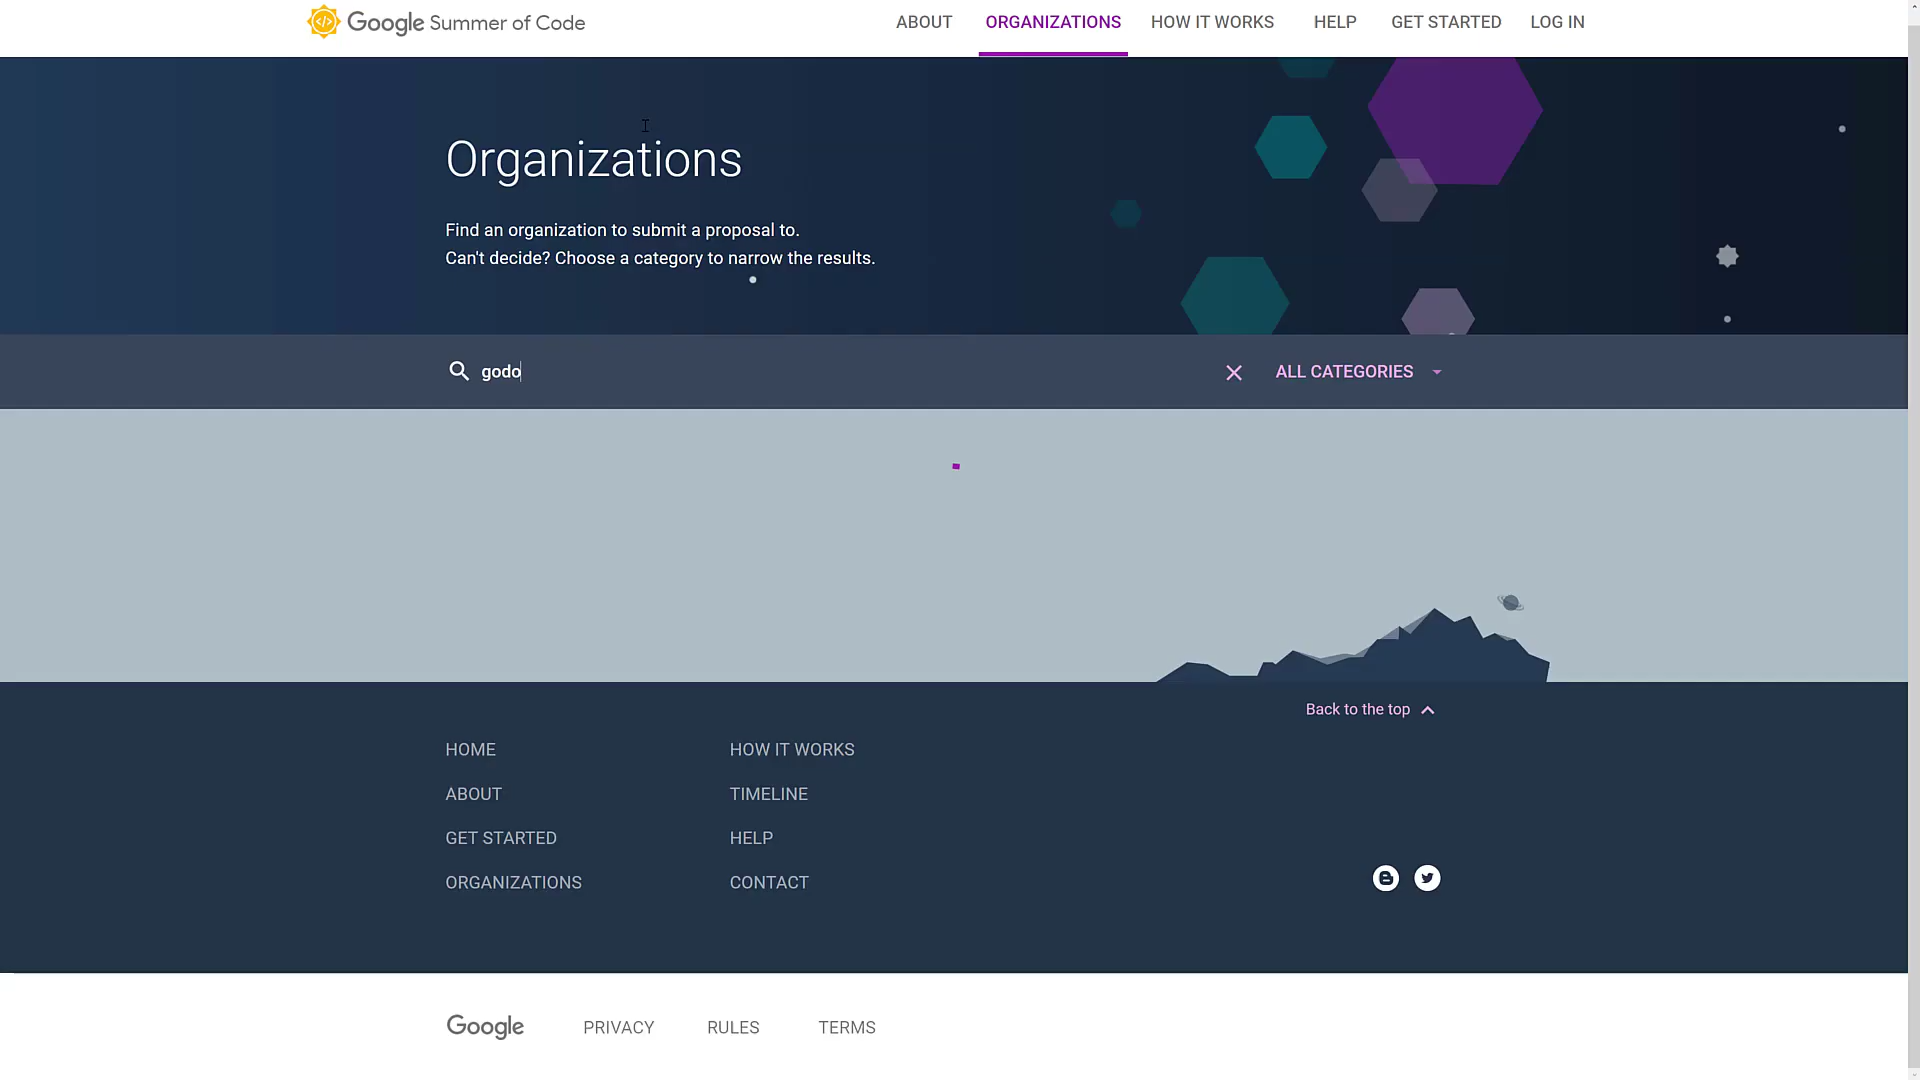 Google Summer of Code
ABOUT
ORGANIZATIONS
HOW IT WORKS
HELP
GET STARTED
LOG IN
Organizations
Find an organization to submit a proposal to.
Can't decide? Choose a category to narrow the results.
godo
ALL CATEGORIES
Back to the top
HOME
ABOUT
GET STARTED
ORGANIZATIONS
HOW IT WORKS
TIMELINE
HELP
CONTACT
Google
PRIVACY
RULES
TERMS